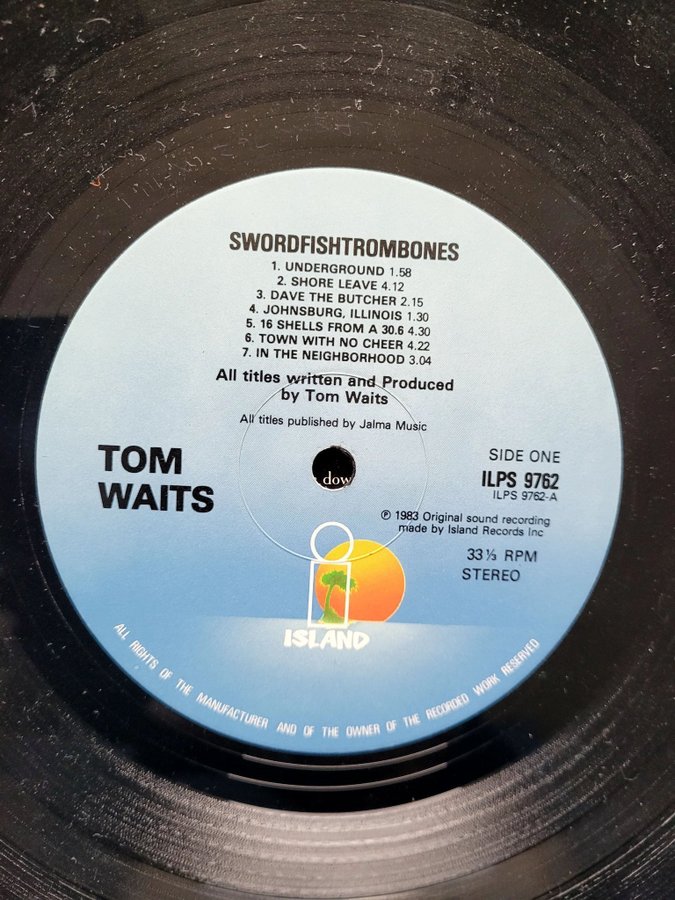 SWORDFISHTROMBONES
1. UNDERGROUND 1.58
2. SHORE LEAVE 4.12
3. DAVE THE BUTCHER 2.15
4. JOHNSBURG, ILLINOIS 1.30
5. 16 SHELLS FROM A 30.6 4.30
6. TOWN WITH NO CHEER 4.22
7. IN THE NEIGHBORHOOD 3.04
All titles written and Produced
by Tom Waits
All titles published by Jalma Music
TOM
WAITS
dow
SIDE ONE
ILPS 9762
ILPS 9762-A
℗ 1983 Original sound recording
made by Island Records Inc
33⅓ RPM
STEREO
ISLAND
ALL RIGHTS OF THE MANUFACTURER AND OF THE OWNER OF THE RECORDED WORK RESERVED